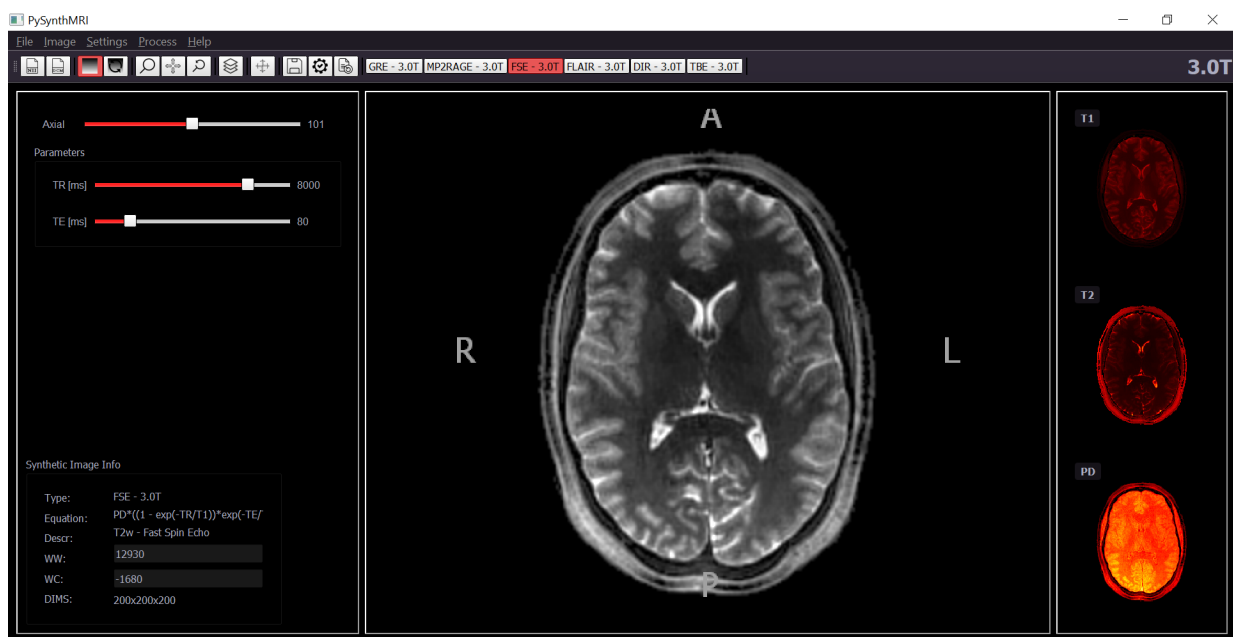 PySynthMRI
File Image Settings Process Help
GRE - 3.0T MP2RAGE - 3.0T FSE - 3.0T FLAIR - 3.0T DIR - 3.0T TBE - 3.0T 3.0T
Axial 101
Parameters
TR [ms] 8000
TE [ms] 80
Synthetic Image Info
Type: FSE - 3.0T
Equation: PD*((1 - exp(-TR/T1))*exp(-TE/
Descr: T2w - Fast Spin Echo
WW: 12930
WC: -1680
DIMS: 200x200x200
A
R L
P
T1
T2
PD